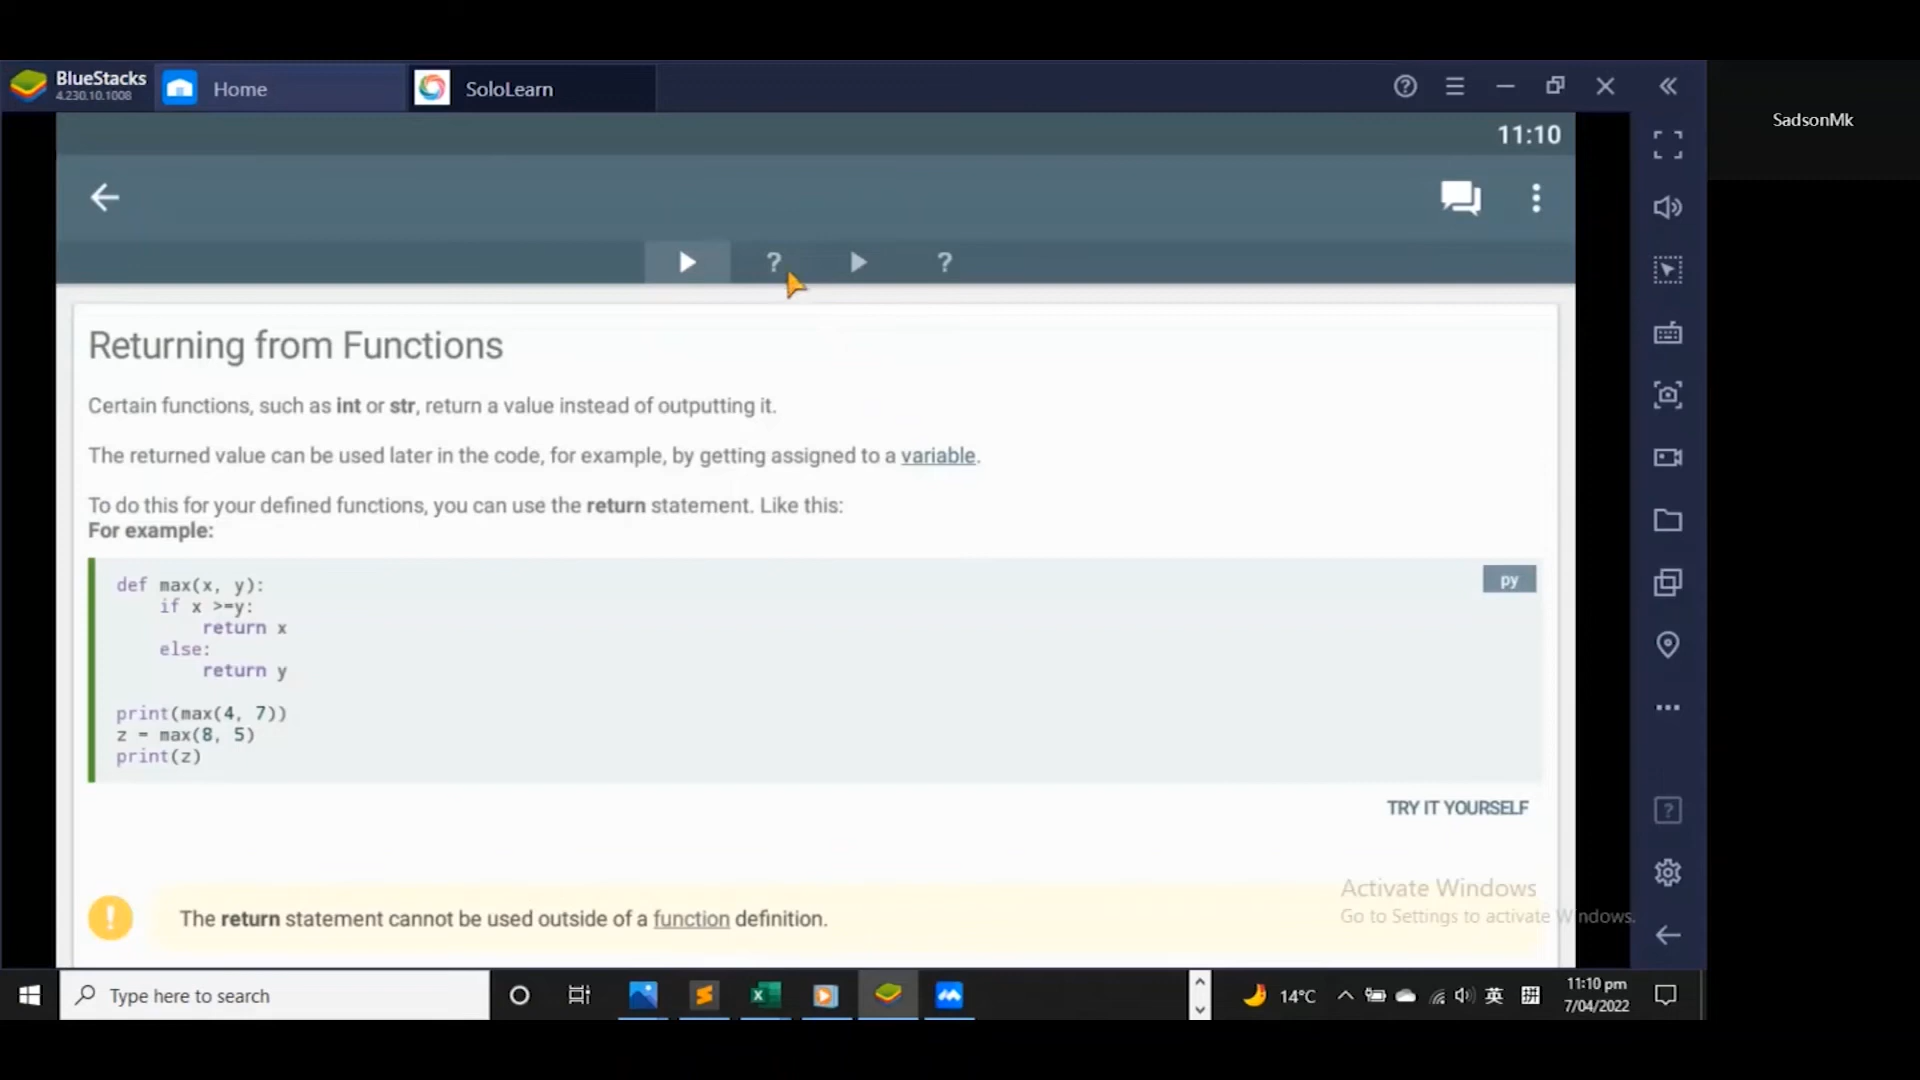 BlueStacks
4.230.10.1008
Home
SoloLearn
SadsonMk
11:10
? ?
Returning from Functions
Certain functions, such as int or str, return a value instead of outputting it.
The returned value can be used later in the code, for example, by getting assigned to a variable.
To do this for your defined functions, you can use the return statement. Like this:
For example:
py
def max(x, y):
    if x >=y:
        return x
    else:
        return y
print(max(4, 7))
z = max(8, 5)
print(z)
TRY IT YOURSELF
Activate Windows
Go to Settings to activate Windows.
The return statement cannot be used outside of a function definition.
Type here to search
14°C
英
拼
11:10 pm
7/04/2022